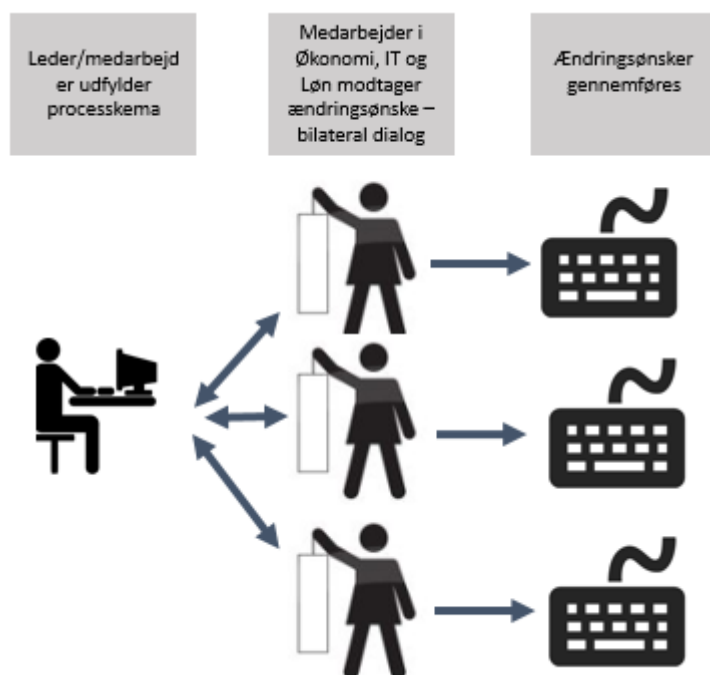 Leder/medarbejd
er udfylder
processkema
Medarbejder i
Økonomi, IT og
Løn modtager
ændringsønske –
bilateral dialog
Ændringsønsker
gennemføres